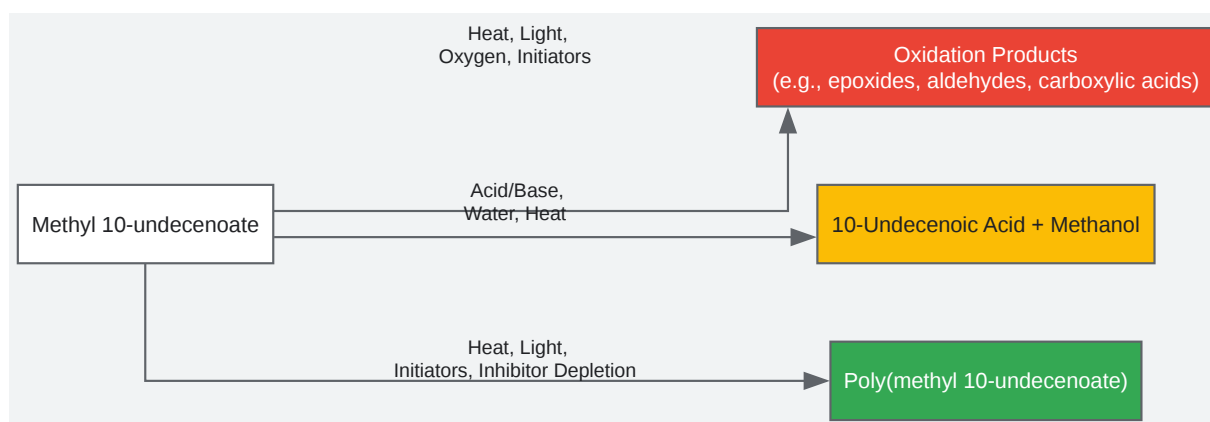 Heat, Light,
Oxygen, Initiators
Oxidation Products
(e.g., epoxides, aldehydes, carboxylic acids)
Methyl 10-undecenoate
Acid/Base,
Water, Heat
10-Undecenoic Acid + Methanol
Heat, Light,
Initiators, Inhibitor Depletion
Poly(methyl 10-undecenoate)